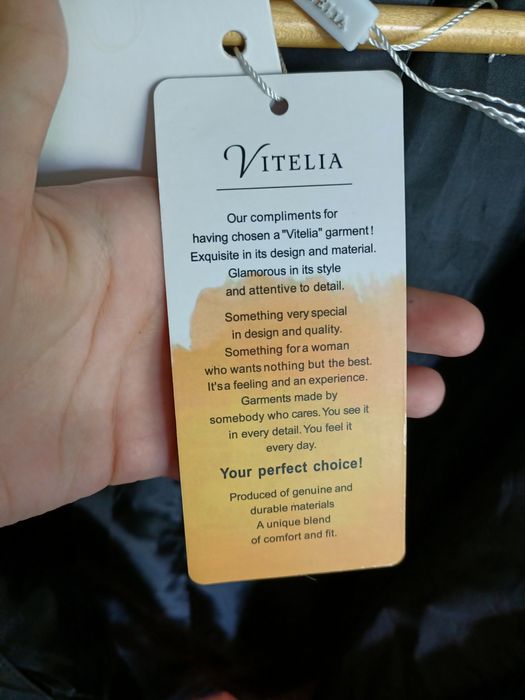 VITELIA
Our compliments for
having chosen a "Vitelia" garment!
Exquisite in its design and material.
Glamorous in its style
and attentive to detail.
Something very special
in design and quality.
Something for a woman
who wants nothing but the best.
It's a feeling and an experience.
Garments made by
somebody who cares. You see it
in every detail. You feel it
every day.
Your perfect choice!
Produced of genuine and
durable materials
A unique blend
of comfort and fit.